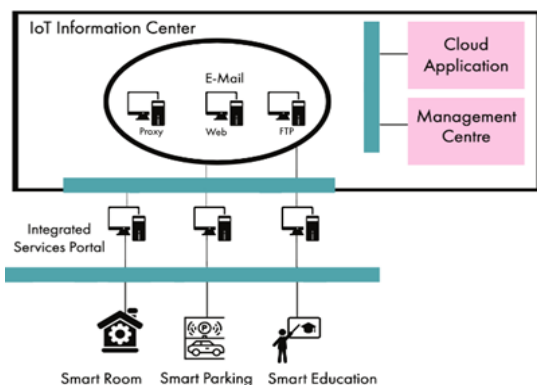 IoT Information Center
E-Mail
Proxy
Web
FTP
Cloud
Application
Management
Centre
Integrated
Services Portal
P
Smart Room
Smart Parking
Smart Education